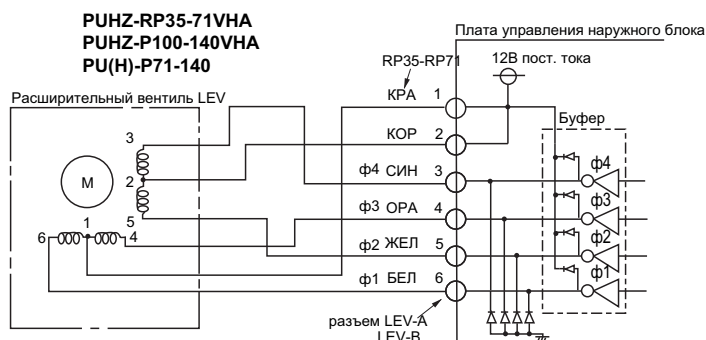 PUHZ-RP35-71VHA
PUHZ-P100-140VHA
PU(H)-P71-140
Плата управления наружного блока
RP35-RP71
12В пост. тока
Расширительный вентиль LEV
КРА 1
Буфер
КОР 2
3
ф4 СИН 3
ф4
M
2
ф3 ОРА 4
ф3
5
1
6
4
ф2 ЖЕЛ 5
ф2
ф1 БЕЛ 6
ф1
разъем LEV-A
LEV-B